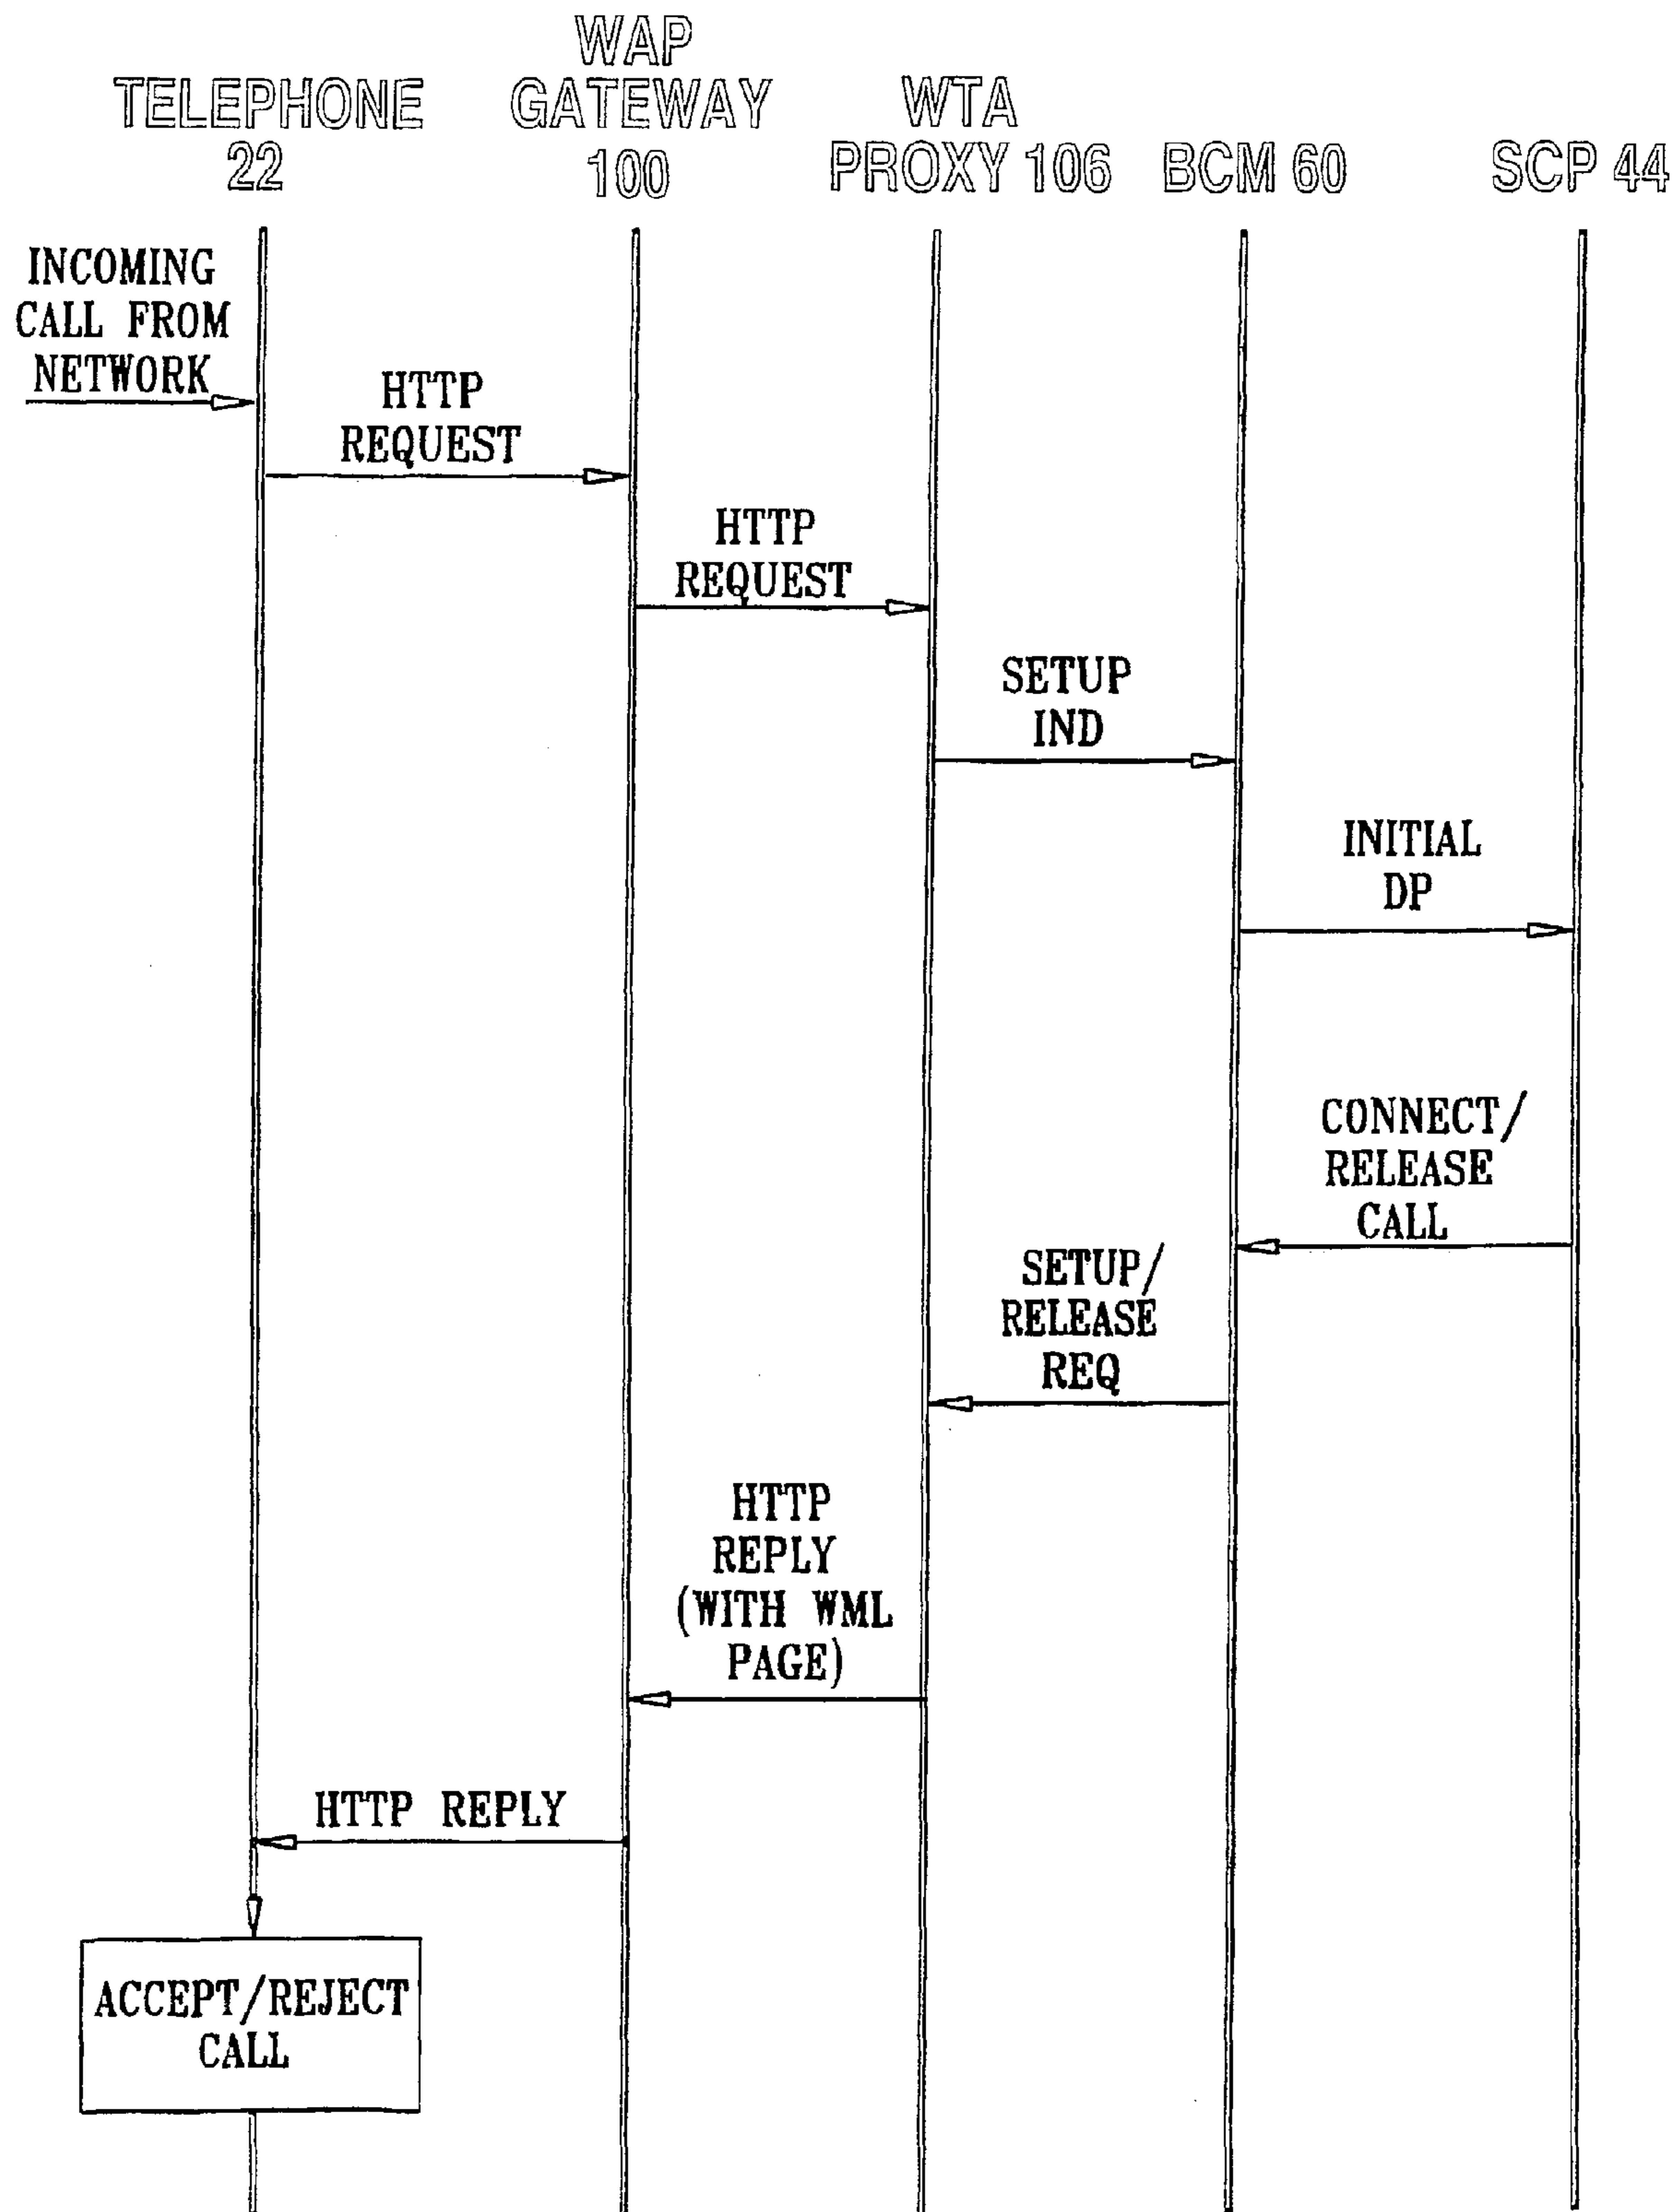 TELEPHONE
22
WAP
GATEWAY
100
WTA
PROXY 106
BCM 60
SCP 44
INCOMING
CALL FROM
NETWORK
HTTP
REQUEST
HTTP
REQUEST
SETUP
IND
INITIAL
DP
CONNECT/
RELEASE
CALL
SETUP/
RELEASE
REQ
HTTP
REPLY
(WITH WML
PAGE)
HTTP REPLY
ACCEPT/REJECT
CALL